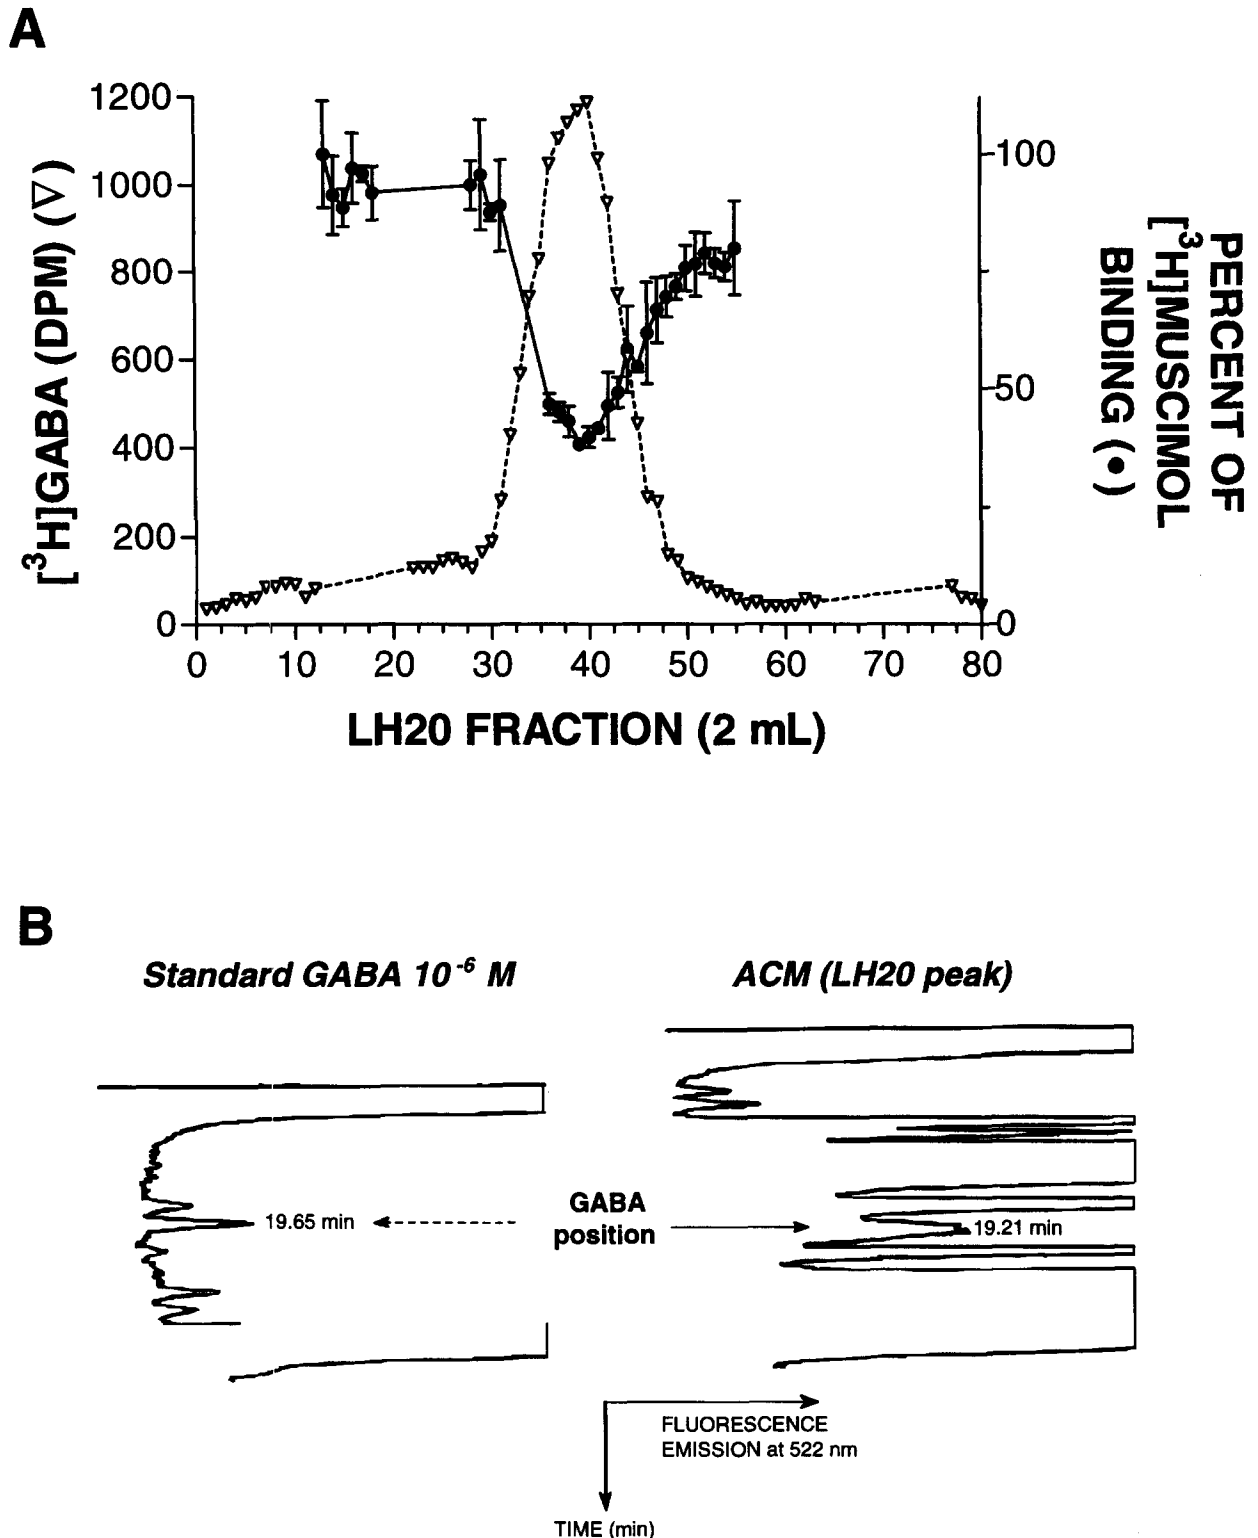 A
1200
1000
800
600
400
200
0
[³H]GABA (DPM) (▽)
100
50
0
PERCENT OF
[³H]MUSCIMOL
BINDING (●)
0 10 20 30 40 50 60 70 80
LH20 FRACTION (2 mL)
B
Standard GABA 10⁻⁶ M
ACM (LH20 peak)
19.65 min
GABA
position
19.21 min
FLUORESCENCE
EMISSION at 522 nm
TIME (min)